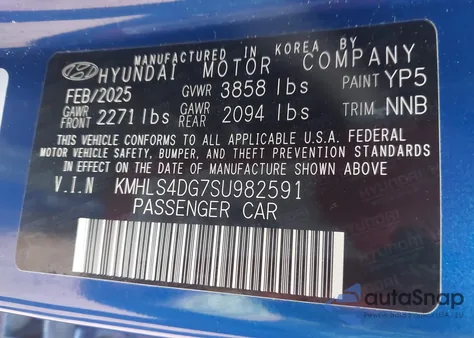 MANUFACTURED IN KOREA BY
HYUNDAI MOTOR COMPANY
FEB/2025 GVWR 3858 lbs PAINT YP5
GAWR FRONT 2271 lbs GAWR REAR 2094 lbs TRIM NNB
THIS VEHICLE CONFORMS TO ALL APPLICABLE U.S.A. FEDERAL
MOTOR VEHICLE SAFETY, BUMPER, AND THEFT PREVENTION STANDARDS
IN EFFECT ON THE DATE OF MANUFACTURE SHOWN ABOVE
V.I.N KMHLS4DG7SU982591
PASSENGER CAR
autoSnap